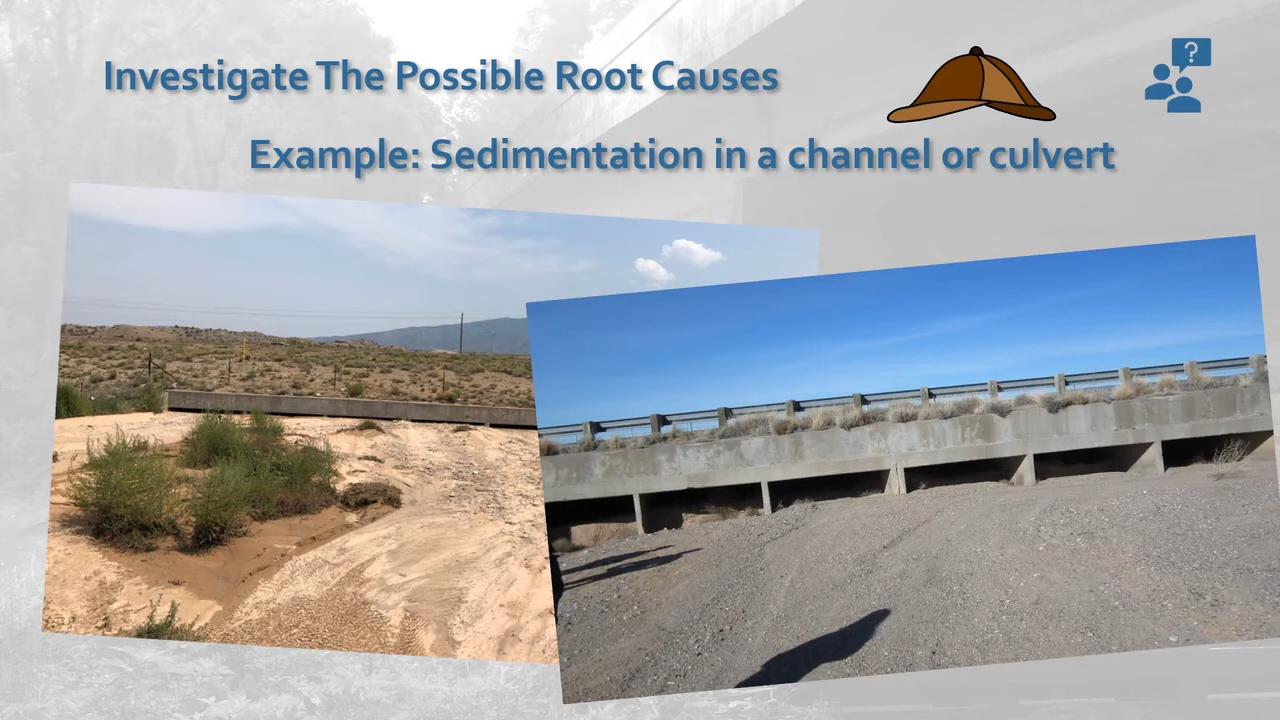 Investigate The Possible Root Causes
?
Example: Sedimentation in a channel or culvert